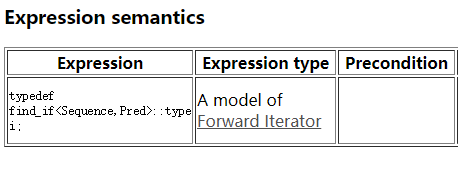 Expression semantics
Expression Expression type Precondition
typedef
find_if<Sequence,Pred>::type
i;
A model of
Forward Iterator